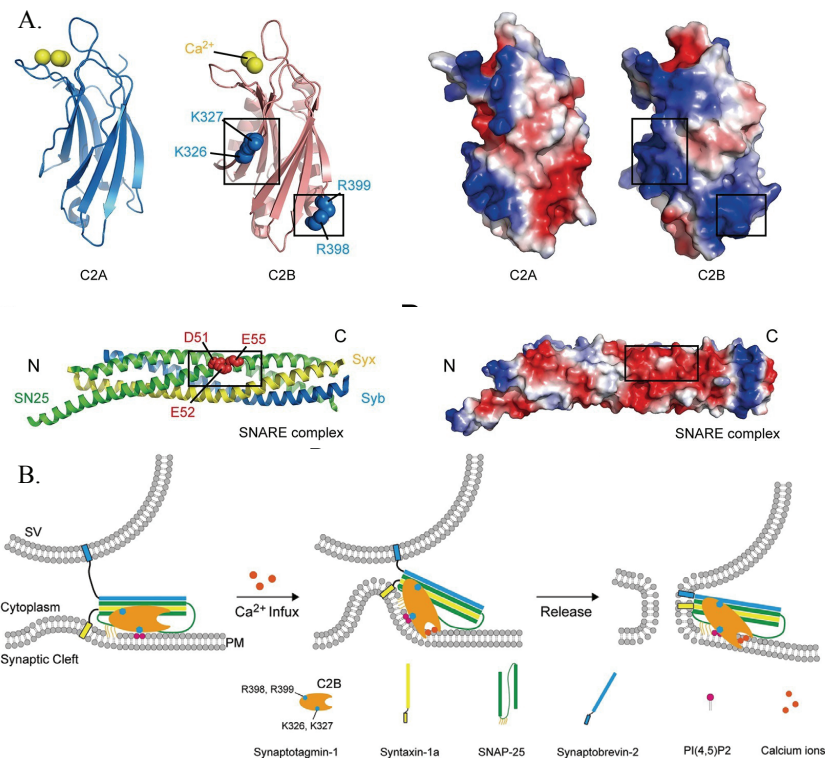 A.
Ca2+
K327
K326
R399
R398
C2A
C2B
C2A
C2B
D51
E55
N
C
Syx
SN25
Syb
E52
SNARE complex
N
C
SNARE complex
B.
SV
Cytoplasm
Synaptic Cleft
PM
Ca2+ Infux
Release
C2B
R398, R399
K326, K327
Synaptotagmin-1
Syntaxin-1a
SNAP-25
Synaptobrevin-2
PI(4,5)P2
Calcium ions